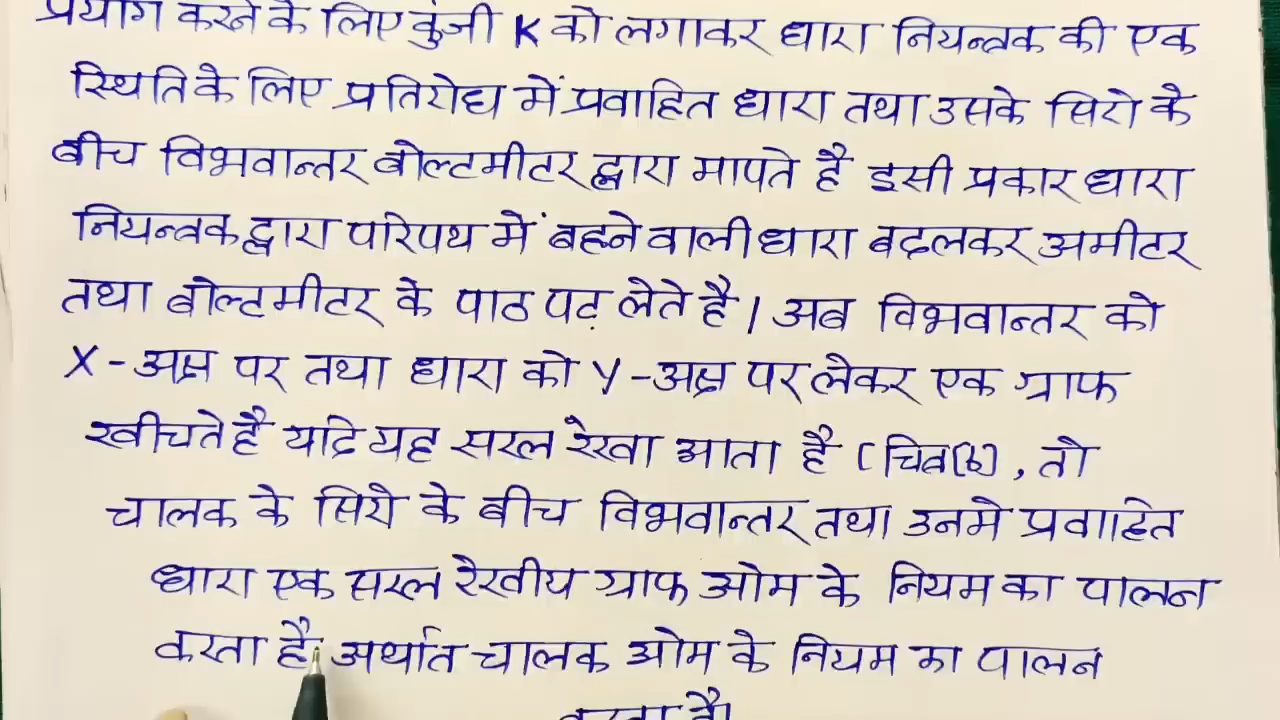 प्रयोग करने के लिए कुंजी K को लगाकर धारा नियन्त्रक की एक
स्थिति के लिए प्रतिरोध में प्रवाहित धारा तथा उसके सिरो के
बीच विभवान्तर वोल्टमीटर द्वारा मापते है इसी प्रकार धारा
नियन्त्रक द्वारा परिपथ में बहने वाली धारा बदलकर अमीटर
तथा वोल्टमीटर के पाठ पढ़ लेते है। अब विभवान्तर को
X-अक्ष पर तथा धारा को Y-अक्ष पर लेकर एक ग्राफ
खीचते है यदि यह सरल रेखा आता है (चित्र(b), तो
चालक के सिरो के बीच विभवान्तर तथा उनमे प्रवाहित
धारा एक सरल रेखीय ग्राफ ओम के नियम का पालन
करता है। अर्थात चालक ओम के नियम का पालन
करता है।